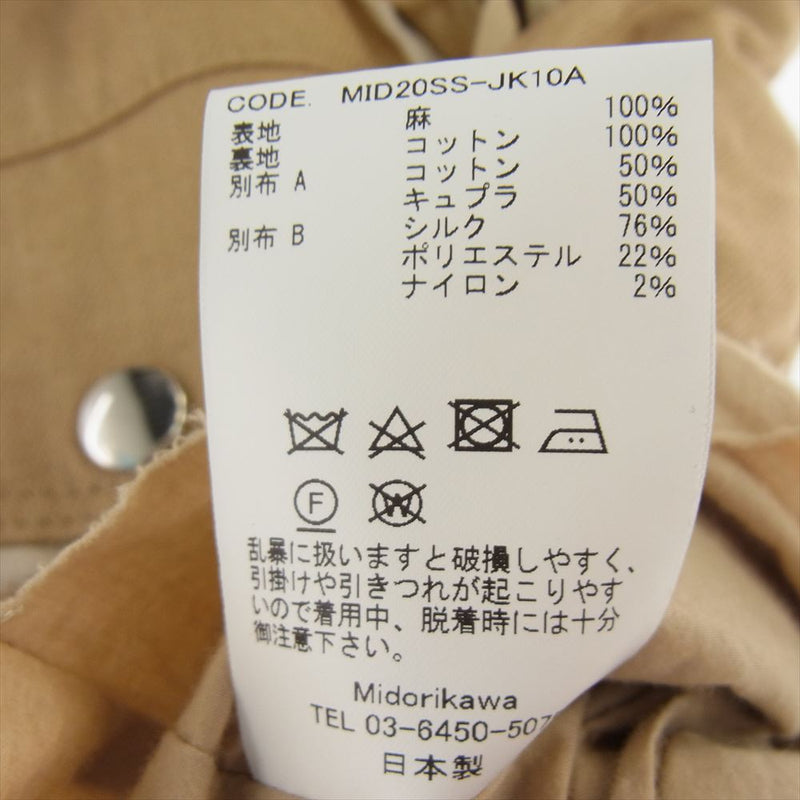 CODE. MID20SS-JK10A
表地 麻 100%
裏地 コットン 100%
別布 A コットン 50%
キュプラ 50%
別布 B シルク 76%
ポリエステル 22%
ナイロン 2%
F
W
乱暴に扱いますと破損しやすく、
引掛けや引きつれが起こりやす
いので着用中、脱着時には十分
御注意下さい。
Midorikawa
TEL 03-6450-507
日本製